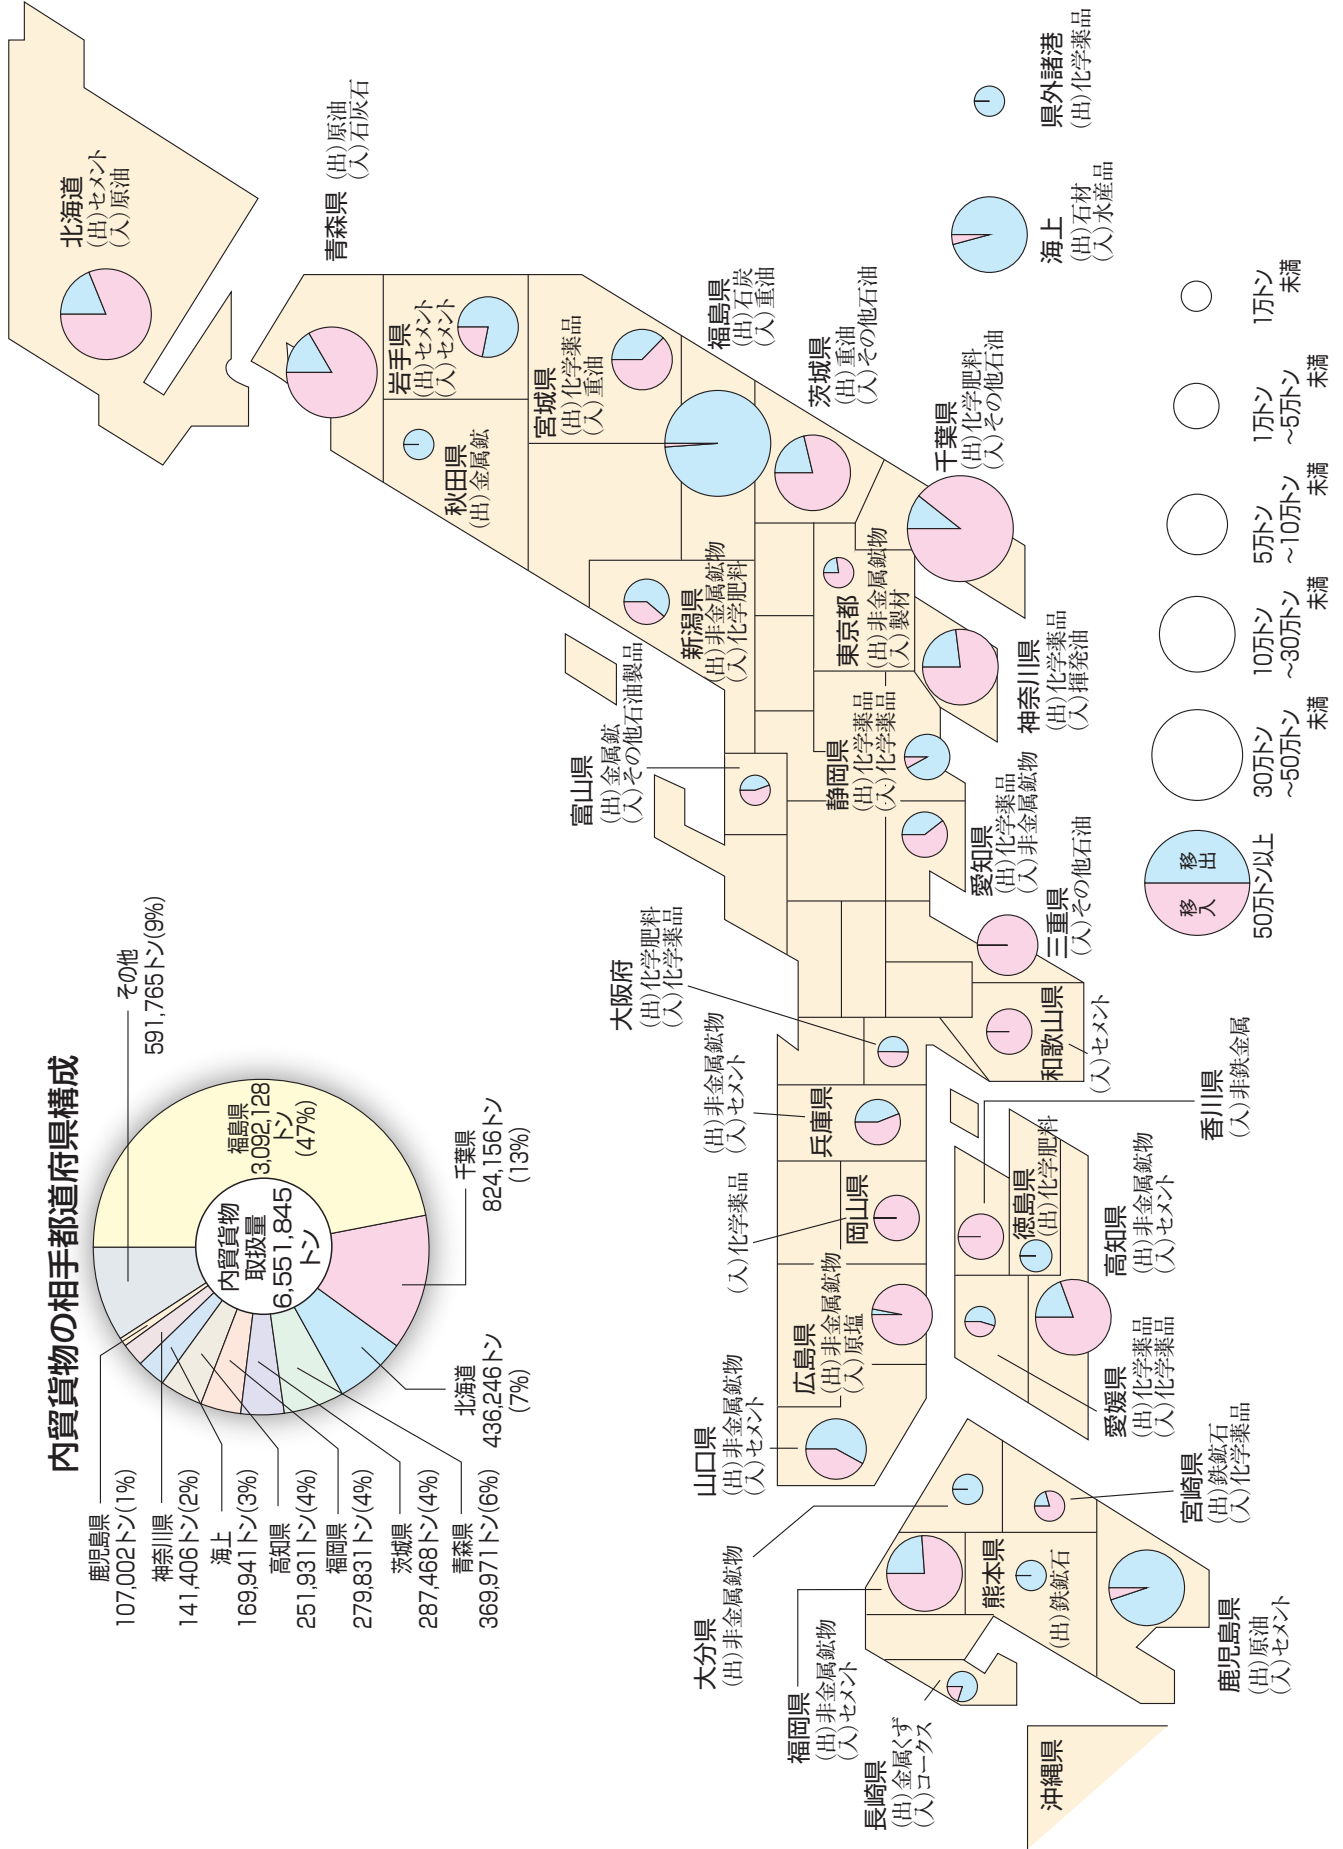 内貿貨物の相手都道府県構成
内貿貨物
取扱量
6,551,845
トン
福島県
3,092,128
トン
(47%)
千葉県
824,156トン
(13%)
北海道
436,246トン
(7%)
青森県
369,971トン(6%)
茨城県
287,468トン(4%)
福岡県
279,831トン(4%)
高知県
251,931トン(4%)
海上
169,941トン(3%)
神奈川県
141,406トン(2%)
鹿児島県
107,002トン(1%)
その他
591,765トン(9%)
北海道
(出)セメント
(入)原油
青森県
(出)原油
(入)石灰石
岩手県
(出)セメント
(入)セメント
秋田県
(出)金属鉱
宮城県
(出)化学薬品
(入)重油
福島県
(出)石炭
(入)重油
茨城県
(出)重油
(入)その他石油
千葉県
(出)化学肥料
(入)その他石油
新潟県
(出)非金属鉱物
(入)化学肥料
東京都
(出)非金属鉱物
(入)製材
神奈川県
(出)化学薬品
(入)揮発油
富山県
(出)金属鉱
(入)その他石油製品
静岡県
(出)化学薬品
(入)化学薬品
愛知県
(出)化学薬品
(入)非金属鉱物
三重県
(入)その他石油
大阪府
(出)化学肥料
(入)化学薬品
和歌山県
(入)セメント
兵庫県
(出)非金属鉱物
(入)セメント
岡山県
(入)化学薬品
広島県
(出)非金属鉱物
(入)原塩
山口県
(出)非金属鉱物
(入)セメント
香川県
(入)非鉄金属
徳島県
(出)化学肥料
高知県
(出)非金属鉱物
(入)セメント
愛媛県
(出)化学薬品
(入)化学薬品
大分県
(出)非金属鉱物
福岡県
(出)非金属鉱物
(入)セメント
長崎県
(出)金属くず
(入)コークス
熊本県
(出)鉄鉱石
宮崎県
(出)鉄鉱石
(入)化学薬品
鹿児島県
(出)原油
(入)セメント
沖縄県
海上
(出)石材
(入)水産品
県外諸港
(出)化学薬品
移入
移出
50万トン以上
30万トン
~50万トン
未満
10万トン
~30万トン
未満
5万トン
~10万トン
未満
1万トン
~5万トン
未満
1万トン
未満